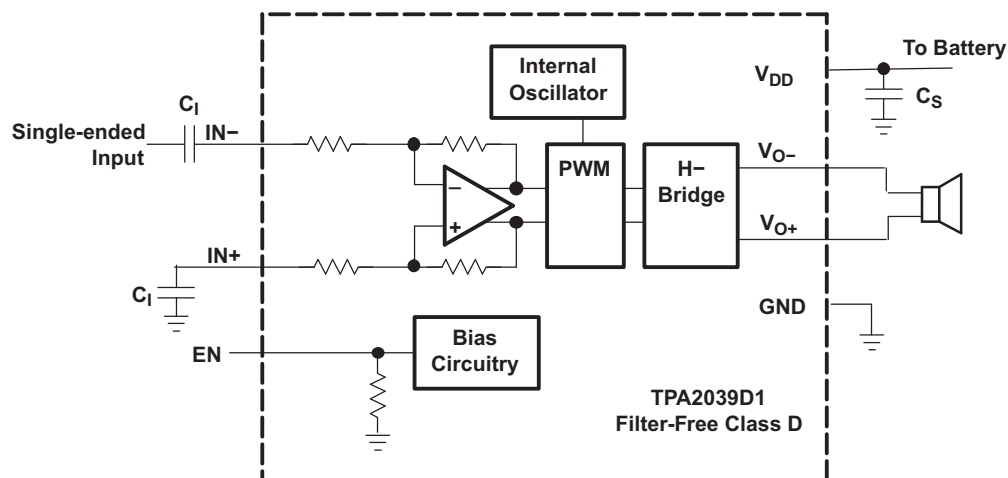 To Battery
Internal
Oscillator
V_DD
C_S
C_I
Single-ended
Input
IN−
PWM
H−
Bridge
V_O−
−
+
V_O+
IN+
C_I
GND
EN
Bias
Circuitry
TPA2039D1
Filter-Free Class D